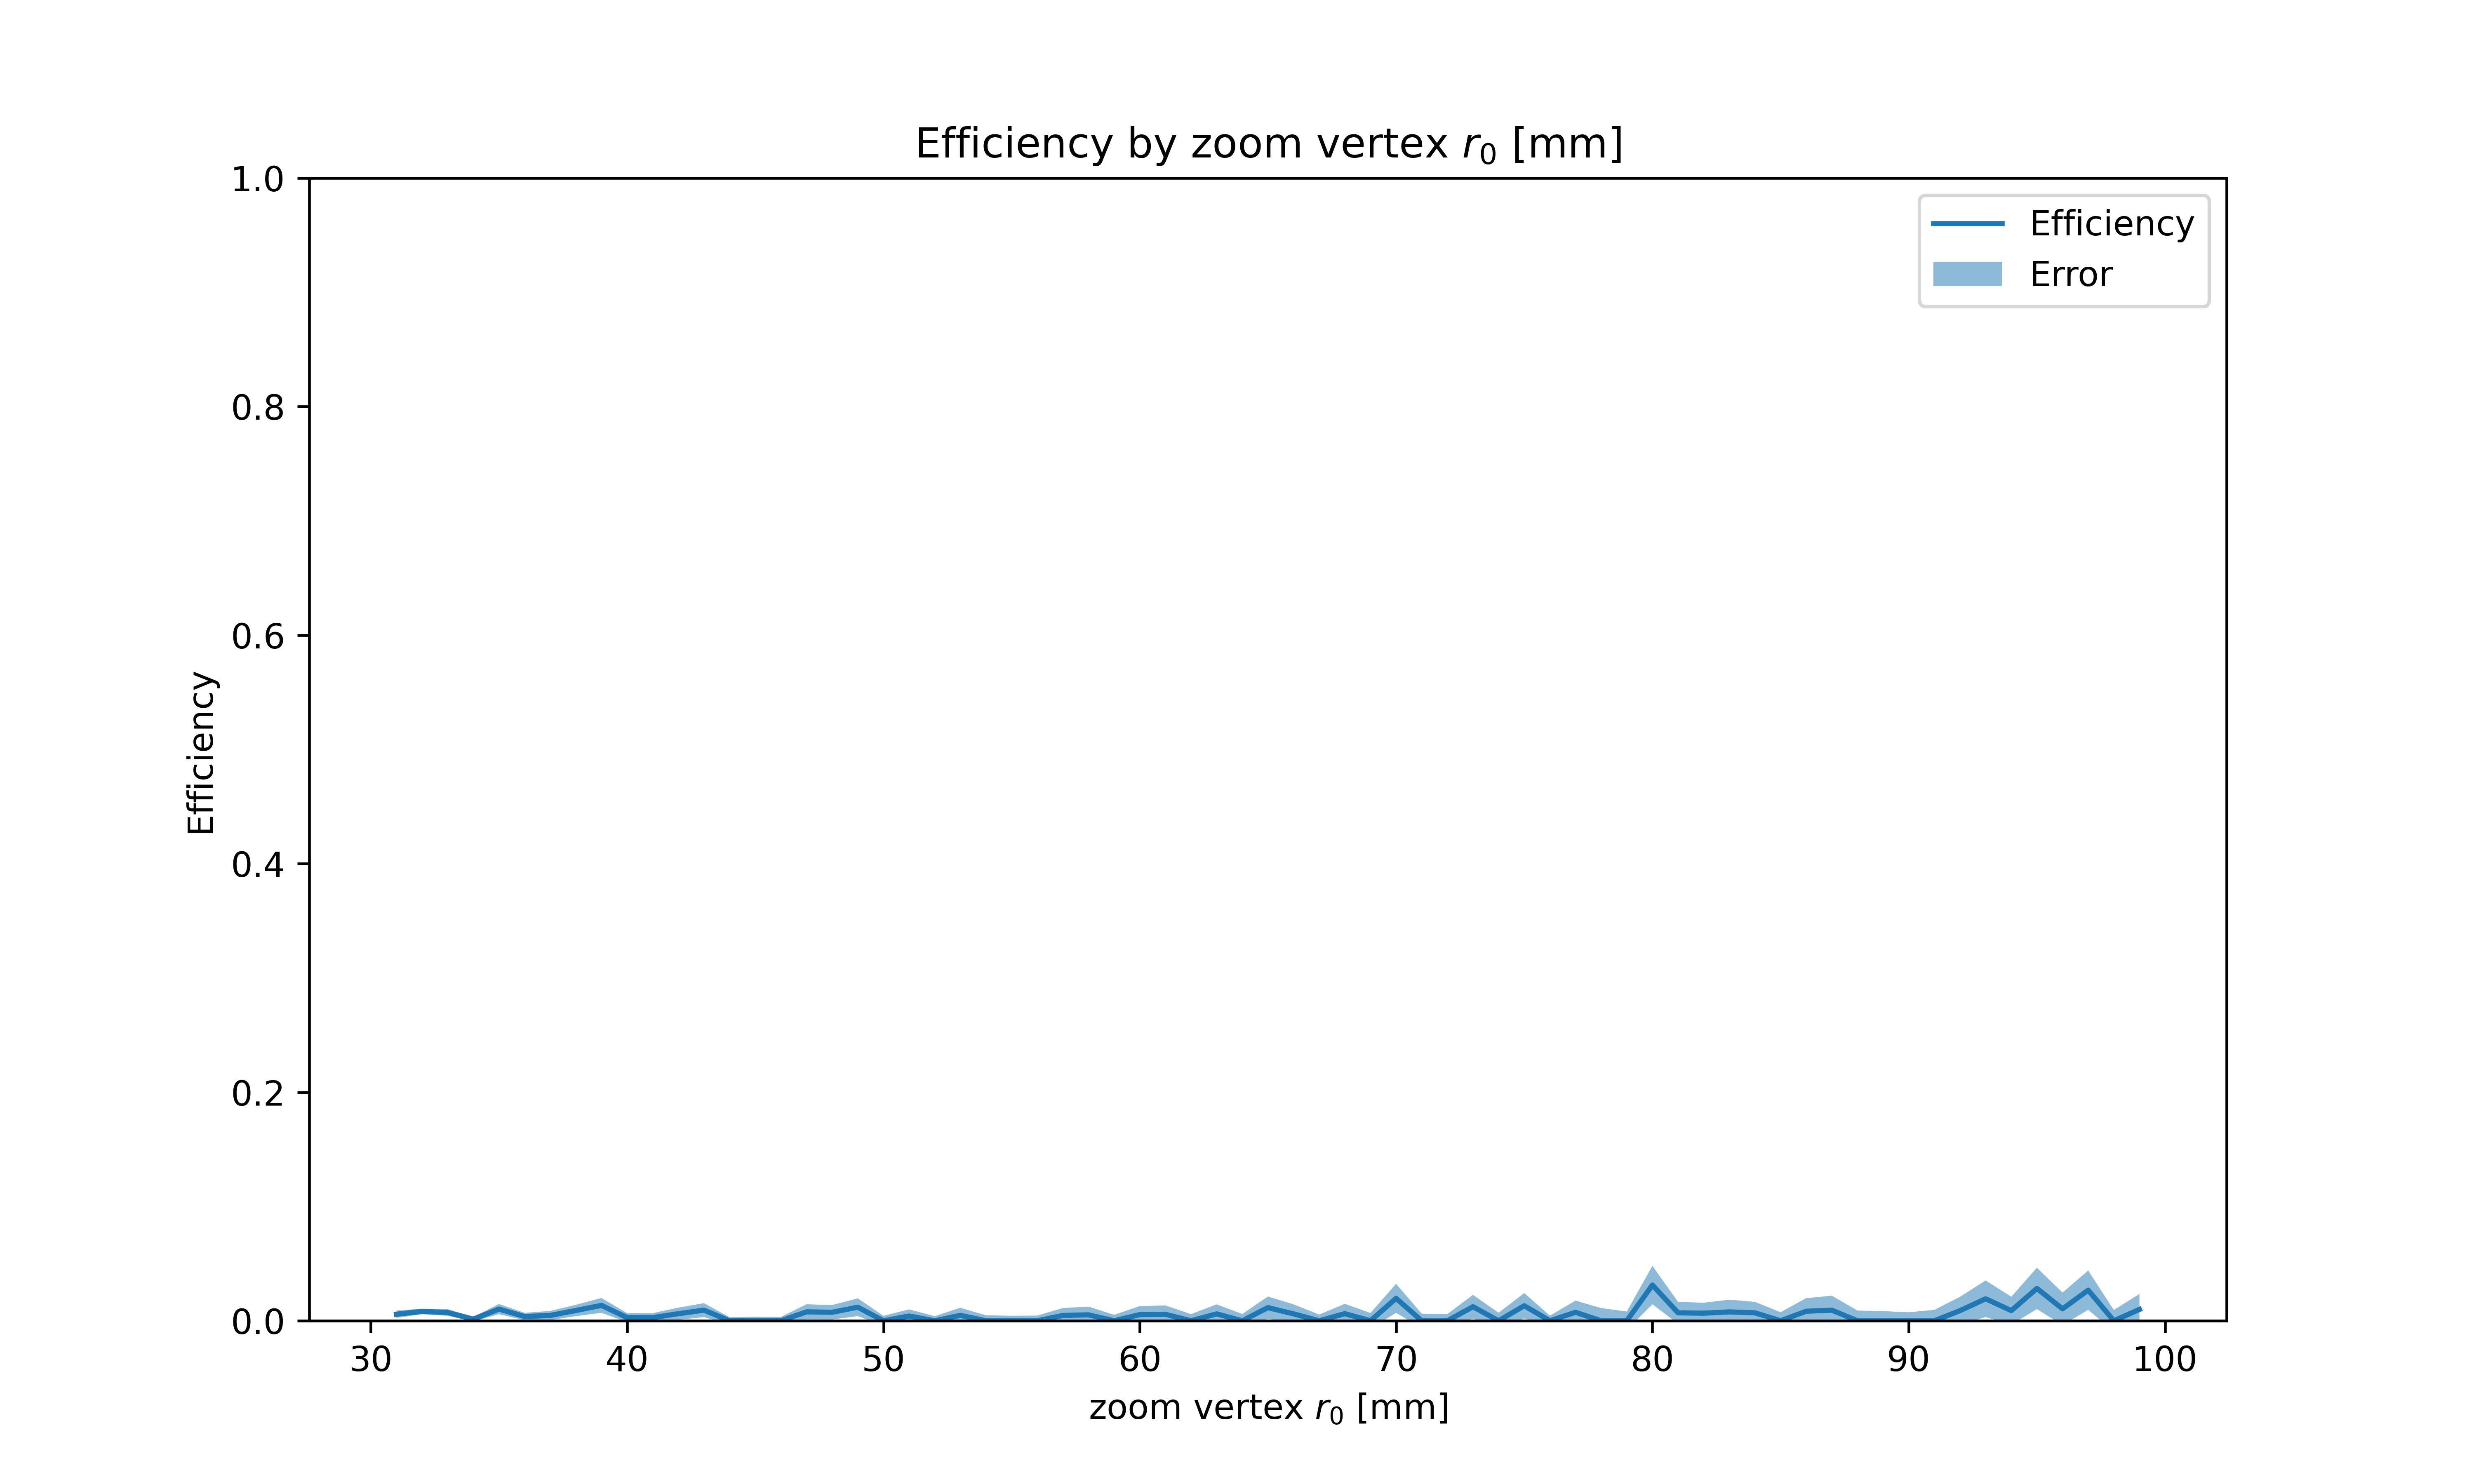 Efficiency by zoom vertex r₀ [mm]
1.0
0.8
0.6
0.4
0.2
0.0
Efficiency
Efficiency
Error
30 40 50 60 70 80 90 100
zoom vertex r₀ [mm]